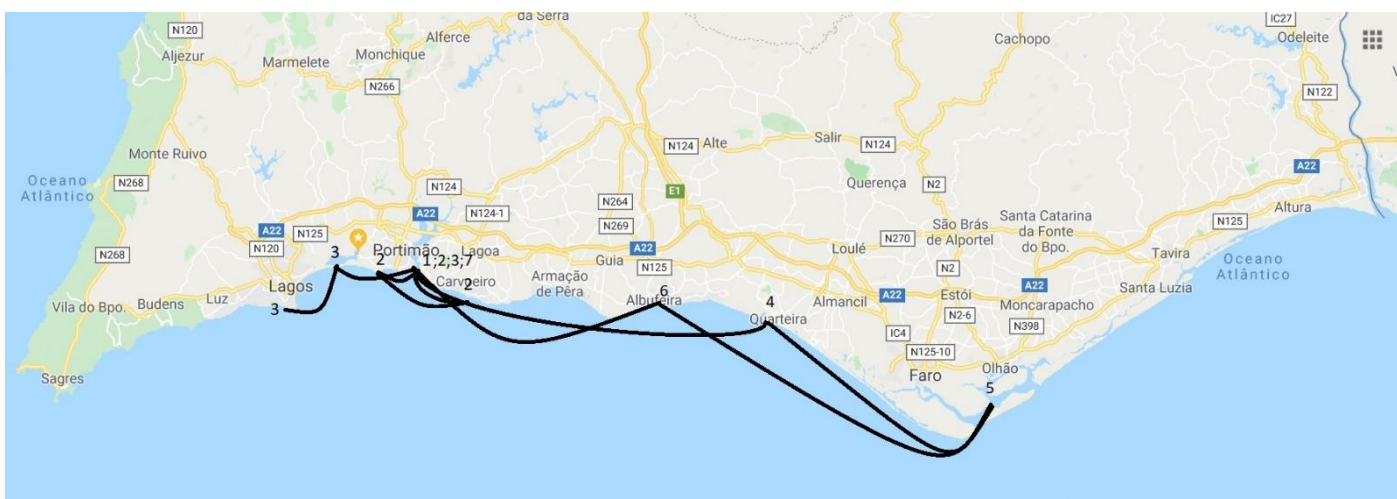 N120
Aljezur
Marmelete
Monchique
Alferce
da Serra
N266
Cachopo
IC27
Odeleite
N122
Monte Ruivo
Oceano
Atlântico
N268
N124
Alte
Salir
N124
Querença
N2
E1
A22
N124
N264
N124-1
A22
N269
A22
N120
N125
N268
3
Portimão
2
1;2;3;7
Lagoa
Guia
A22
N125
Loulé
N270
São Brás
de Alportel
Santa Catarina
da Fonte
do Bpo.
N125
Altura
Tavira
Oceano
Atlântico
Vila do Bpo.
Budens
Luz
Lagos
3
Carvoeiro
2
Armação
de Pêra
Albufeira
6
4
Quarteira
Almancil
A22
N2
Estói
A22
Moncarapacho
Santa Luzia
N2-6
N398
IC4
N125-10
Olhão
Faro
5
Sagres